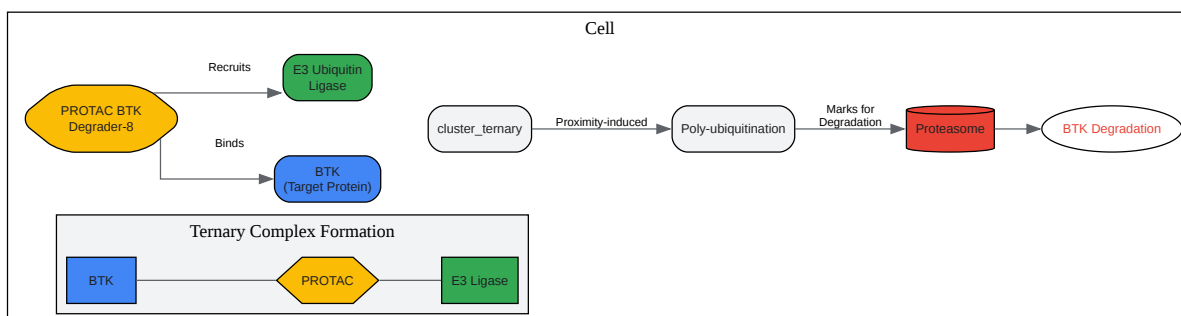 Cell
Recruits
E3 Ubiquitin
Ligase
PROTAC BTK
Degrader-8
Binds
BTK
(Target Protein)
cluster_ternary
Proximity-induced
Poly-ubiquitination
Marks for
Degradation
Proteasome
BTK Degradation
Ternary Complex Formation
BTK
PROTAC
E3 Ligase